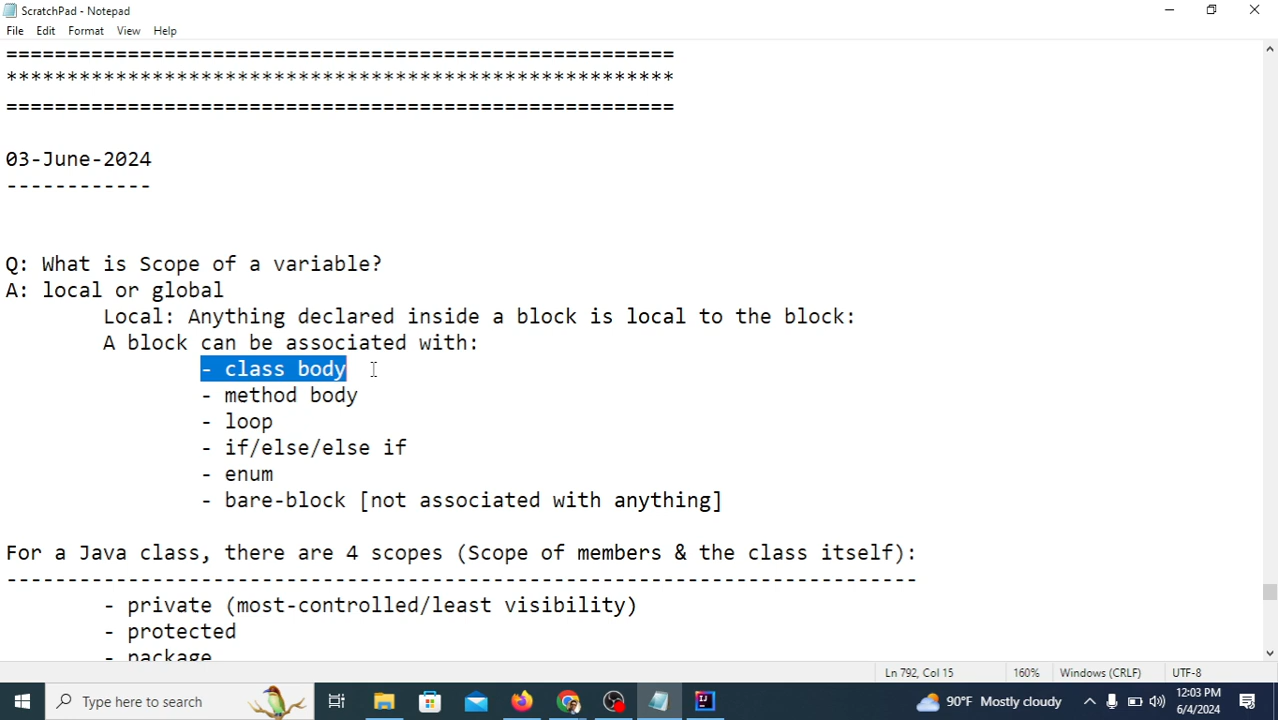 ScratchPad - Notepad
File Edit Format View Help
=======================================================
*******************************************************
=======================================================
03-June-2024
------------
Q: What is Scope of a variable?
A: local or global
Local: Anything declared inside a block is local to the block:
A block can be associated with:
- class body
- method body
- loop
- if/else/else if
- enum
- bare-block [not associated with anything]
For a Java class, there are 4 scopes (Scope of members & the class itself):
---------------------------------------------------------------------------
- private (most-controlled/least visibility)
- protected
- package
Ln 792, Col 15 160% Windows (CRLF) UTF-8
Type here to search 90°F Mostly cloudy 12:03 PM
6/4/2024